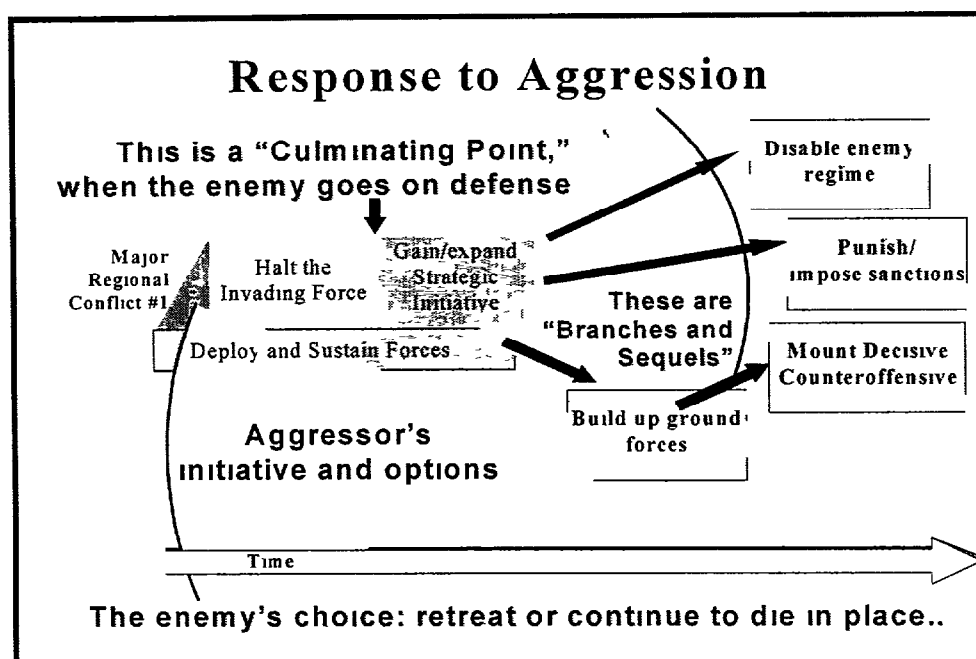 Response to Aggression
This is a “Culminating Point,”
when the enemy goes on defense
Disable enemy
regime
Major
Regional
Conflict #1
Halt the
Invading Force
Gain/expand
Strategic
Initiative
Punish/
impose sanctions
These are
“Branches and
Sequels”
Deploy and Sustain Forces
Mount Decisive
Counteroffensive
Build up ground
forces
Aggressor’s
initiative and options
Time
The enemy’s choice: retreat or continue to die in place..